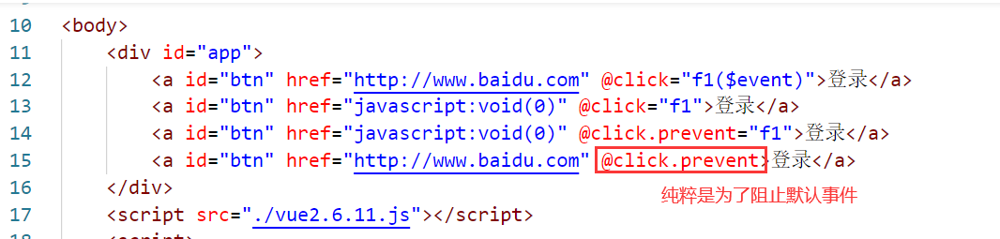 10 <body>
11 <div id="app">
12 <a id="btn" href="http://www.baidu.com" @click="f1($event)">登录</a>
13 <a id="btn" href="javascript:void(0)" @click="f1">登录</a>
14 <a id="btn" href="javascript:void(0)" @click.prevent="f1">登录</a>
15 <a id="btn" href="http://www.baidu.com" @click.prevent>登录</a>
16 </div>
纯粹是为了阻止默认事件
17 <script src="./vue2.6.11.js"></script>